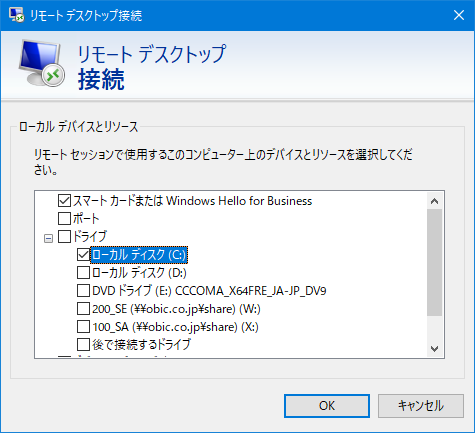 リモート デスクトップ接続
リモート デスクトップ
接続
ローカル デバイスとリソース
リモート セッションで使用するこのコンピューター上のデバイスとリソースを選択してくだ
さい。
スマート カードまたは Windows Hello for Business
ポート
ドライブ
ローカル ディスク (C:)
ローカル ディスク (D:)
DVD ドライブ (E:) CCCOMA_X64FRE_JA-JP_DV9
200_SE (¥¥obic.co.jp¥share) (W:)
100_SA (¥¥obic.co.jp¥share) (X:)
後で接続するドライブ
OK
キャンセル